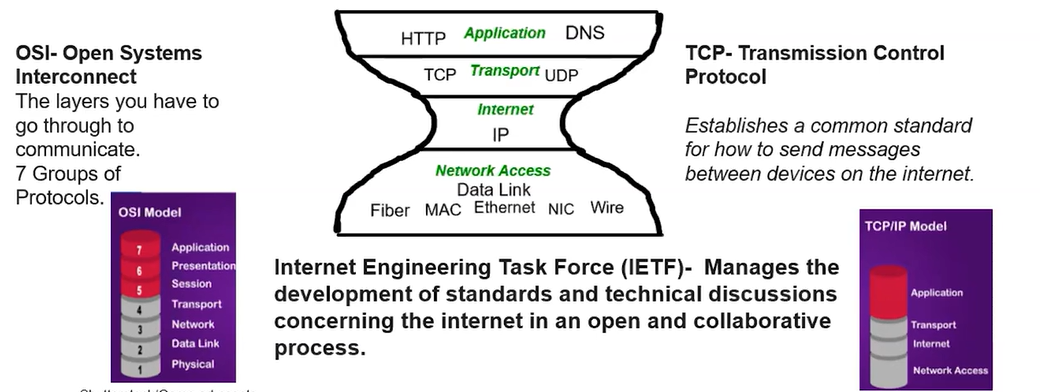 OSI- Open Systems
Interconnect
The layers you have to
go through to
communicate.
7 Groups of
Protocols.
OSI Model
7 Application
6 Presentation
5 Session
4 Transport
3 Network
2 Data Link
1 Physical
HTTP Application DNS
TCP Transport UDP
Internet
IP
Network Access
Data Link
Fiber MAC Ethernet NIC Wire
Internet Engineering Task Force (IETF)- Manages the
development of standards and technical discussions
concerning the internet in an open and collaborative
process.
TCP- Transmission Control
Protocol
Establishes a common standard
for how to send messages
between devices on the internet.
TCP/IP Model
Application
Transport
Internet
Network Access